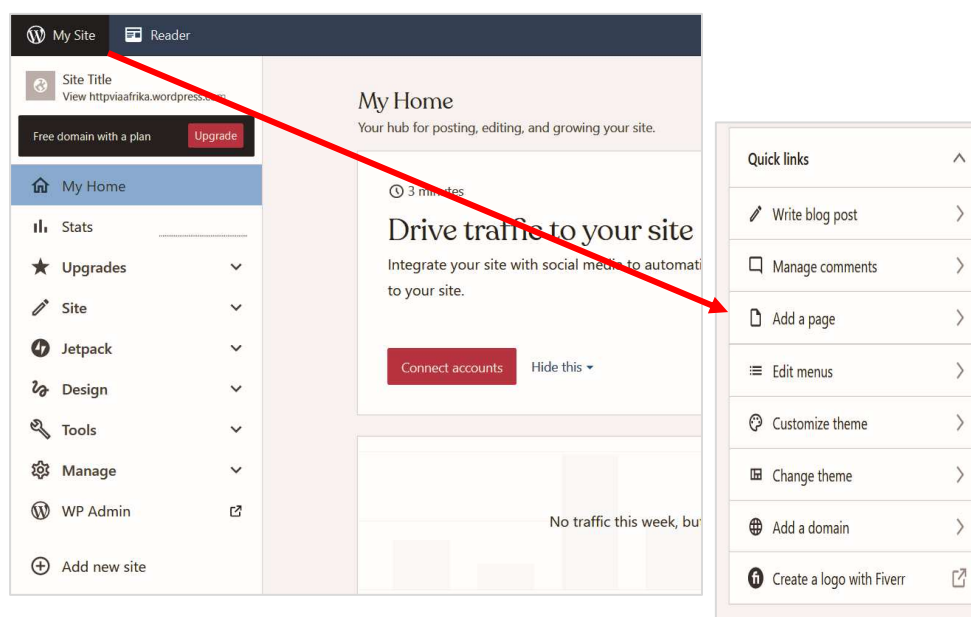 My Site
Reader
Site Title
View httpviaafrika.wordpress.com
Free domain with a plan
Upgrade
My Home
Stats
Upgrades
Site
Jetpack
Design
Tools
Manage
WP Admin
Add new site
My Home
Your hub for posting, editing, and growing your site.
3 minutes
Drive traffic to your site
Integrate your site with social media to automati
to your site.
Connect accounts
Hide this
No traffic this week, bu
Quick links
Write blog post
Manage comments
Add a page
Edit menus
Customize theme
Change theme
Add a domain
Create a logo with Fiverr